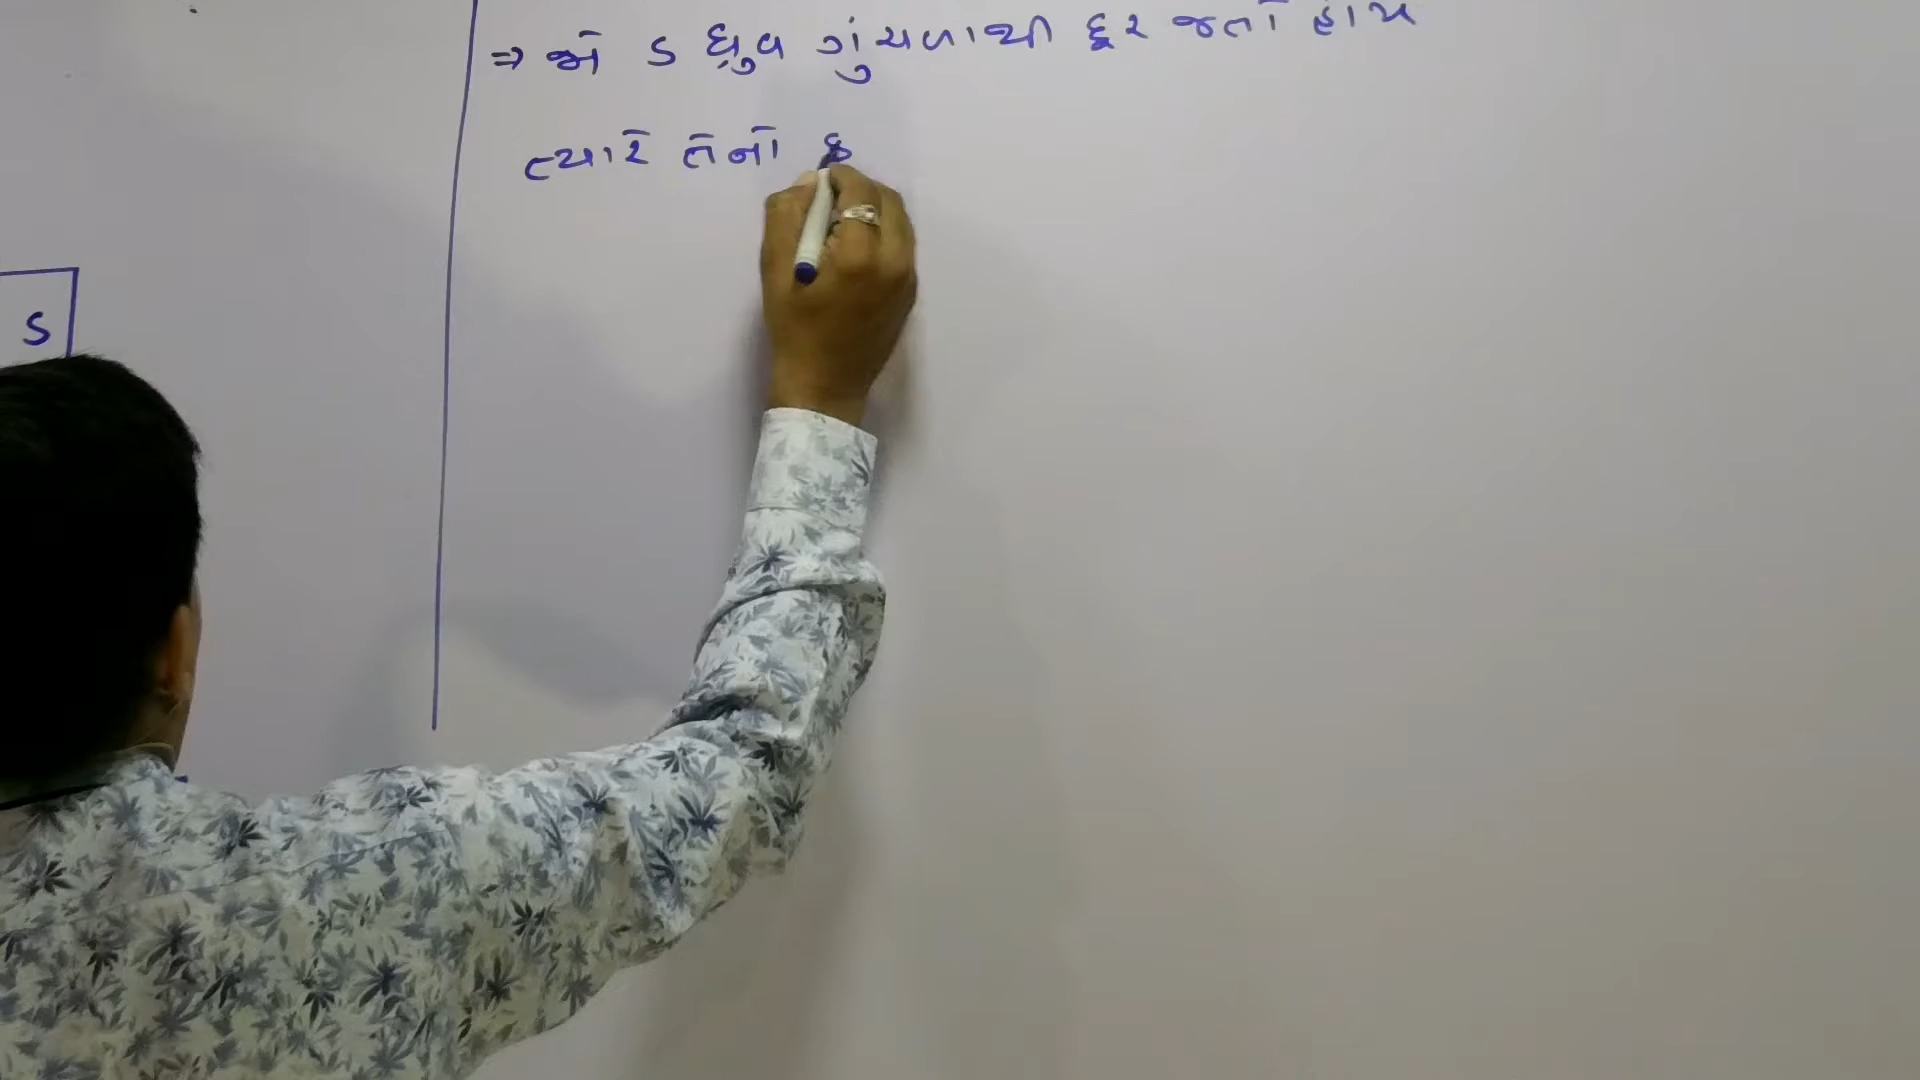 ⇒ જો S ધ્રુવ ગુંચળાથી દૂર જતો હોય
ત્યારે તેનો
S